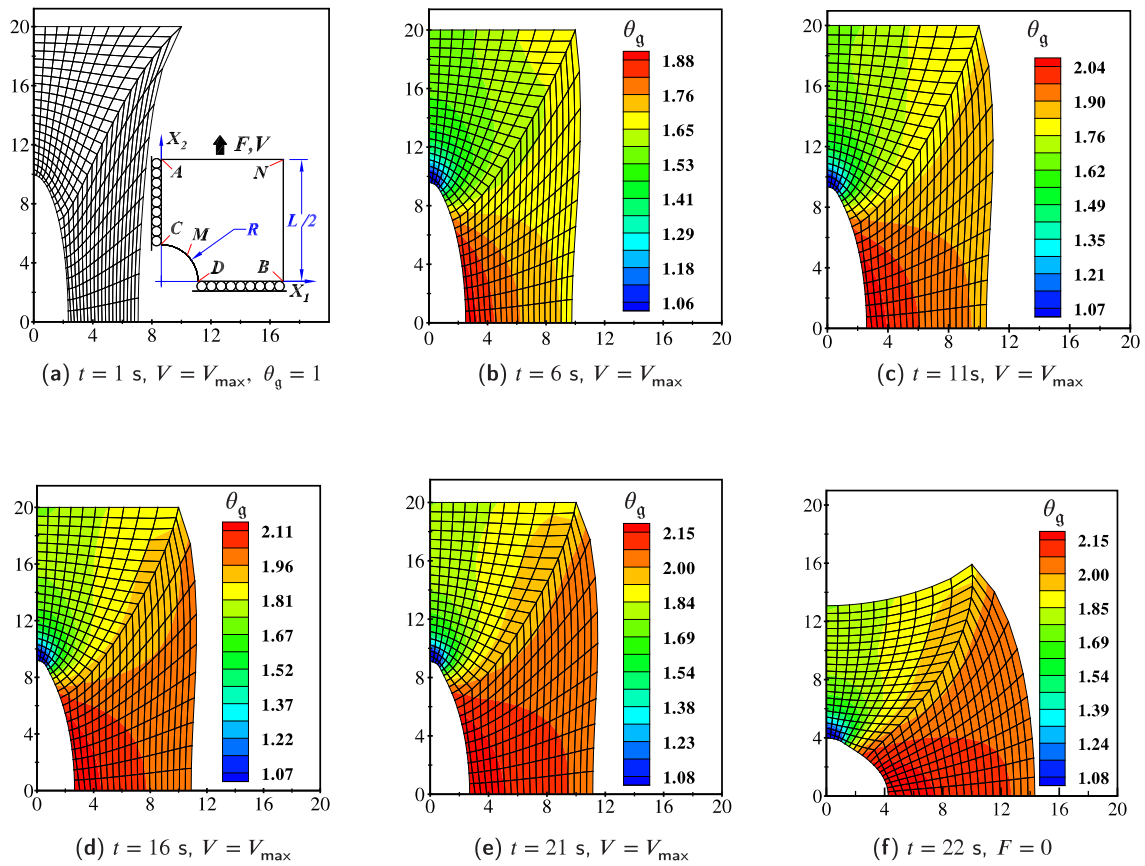 20
16
12
8
4
0
0 4 8 12 16 20
X2
F,V
A
N
C
M
R
L/2
D
B
X1
(a) t = 1 s, V = Vmax, θg = 1
20
16
12
8
4
0
0 4 8 12 16 20
θg
1.88
1.76
1.65
1.53
1.41
1.29
1.18
1.06
(b) t = 6 s, V = Vmax
20
16
12
8
4
0
0 4 8 12 16 20
θg
2.04
1.90
1.76
1.62
1.49
1.35
1.21
1.07
(c) t = 11s, V = Vmax
20
16
12
8
4
0
0 4 8 12 16 20
θg
2.11
1.96
1.81
1.67
1.52
1.37
1.22
1.07
(d) t = 16 s, V = Vmax
20
16
12
8
4
0
0 4 8 12 16 20
θg
2.15
2.00
1.84
1.69
1.54
1.38
1.23
1.08
(e) t = 21 s, V = Vmax
20
16
12
8
4
0
0 4 8 12 16 20
θg
2.15
2.00
1.85
1.69
1.54
1.39
1.24
1.08
(f) t = 22 s, F = 0